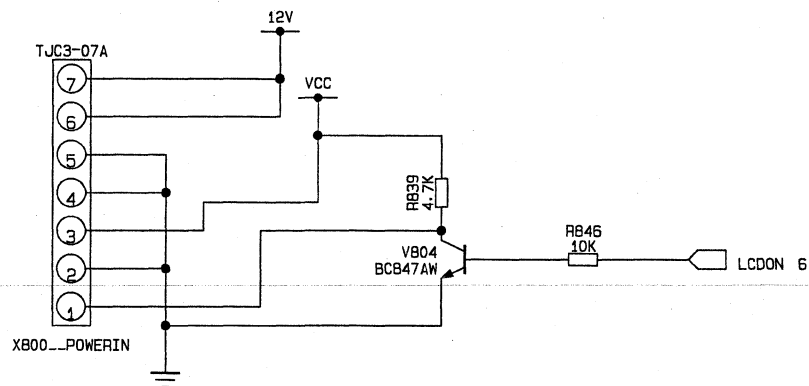 12V
TJC3-07A
7
VCC
6
5
4
R839
4.7K
3
R846
10K
V804
BC847AW
LCDON 6
2
1
X800__POWERIN